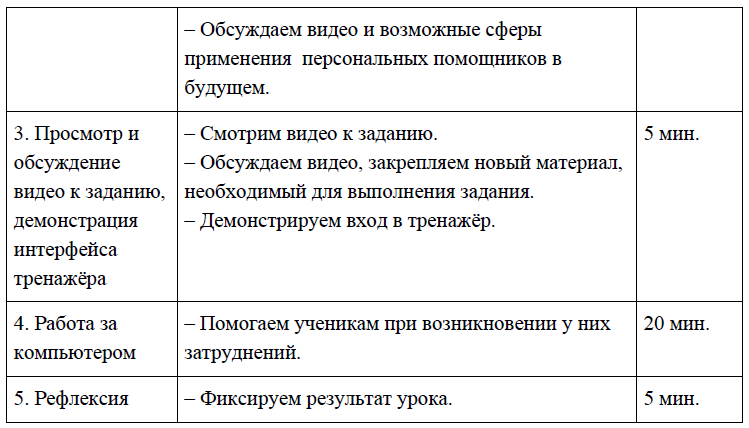 – Обсуждаем видео и возможные сферы
применения персональных помощников в
будущем.
3. Просмотр и
обсуждение
видео к заданию,
демонстрация
интерфейса
тренажёра
– Смотрим видео к заданию.
– Обсуждаем видео, закрепляем новый материал,
необходимый для выполнения задания.
– Демонстрируем вход в тренажёр.
5 мин.
4. Работа за
компьютером
– Помогаем ученикам при возникновении у них
затруднений.
20 мин.
5. Рефлексия
– Фиксируем результат урока.
5 мин.